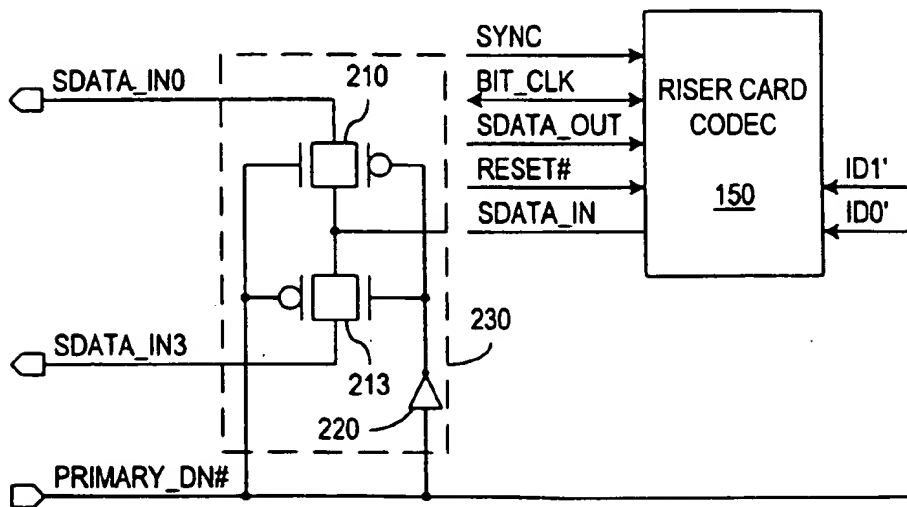 SDATA_IN0
210
SYNC
BIT_CLK
SDATA_OUT
RESET#
SDATA_IN
RISER CARD
CODEC
150
ID1'
ID0'
SDATA_IN3
213
230
220
PRIMARY_DN#